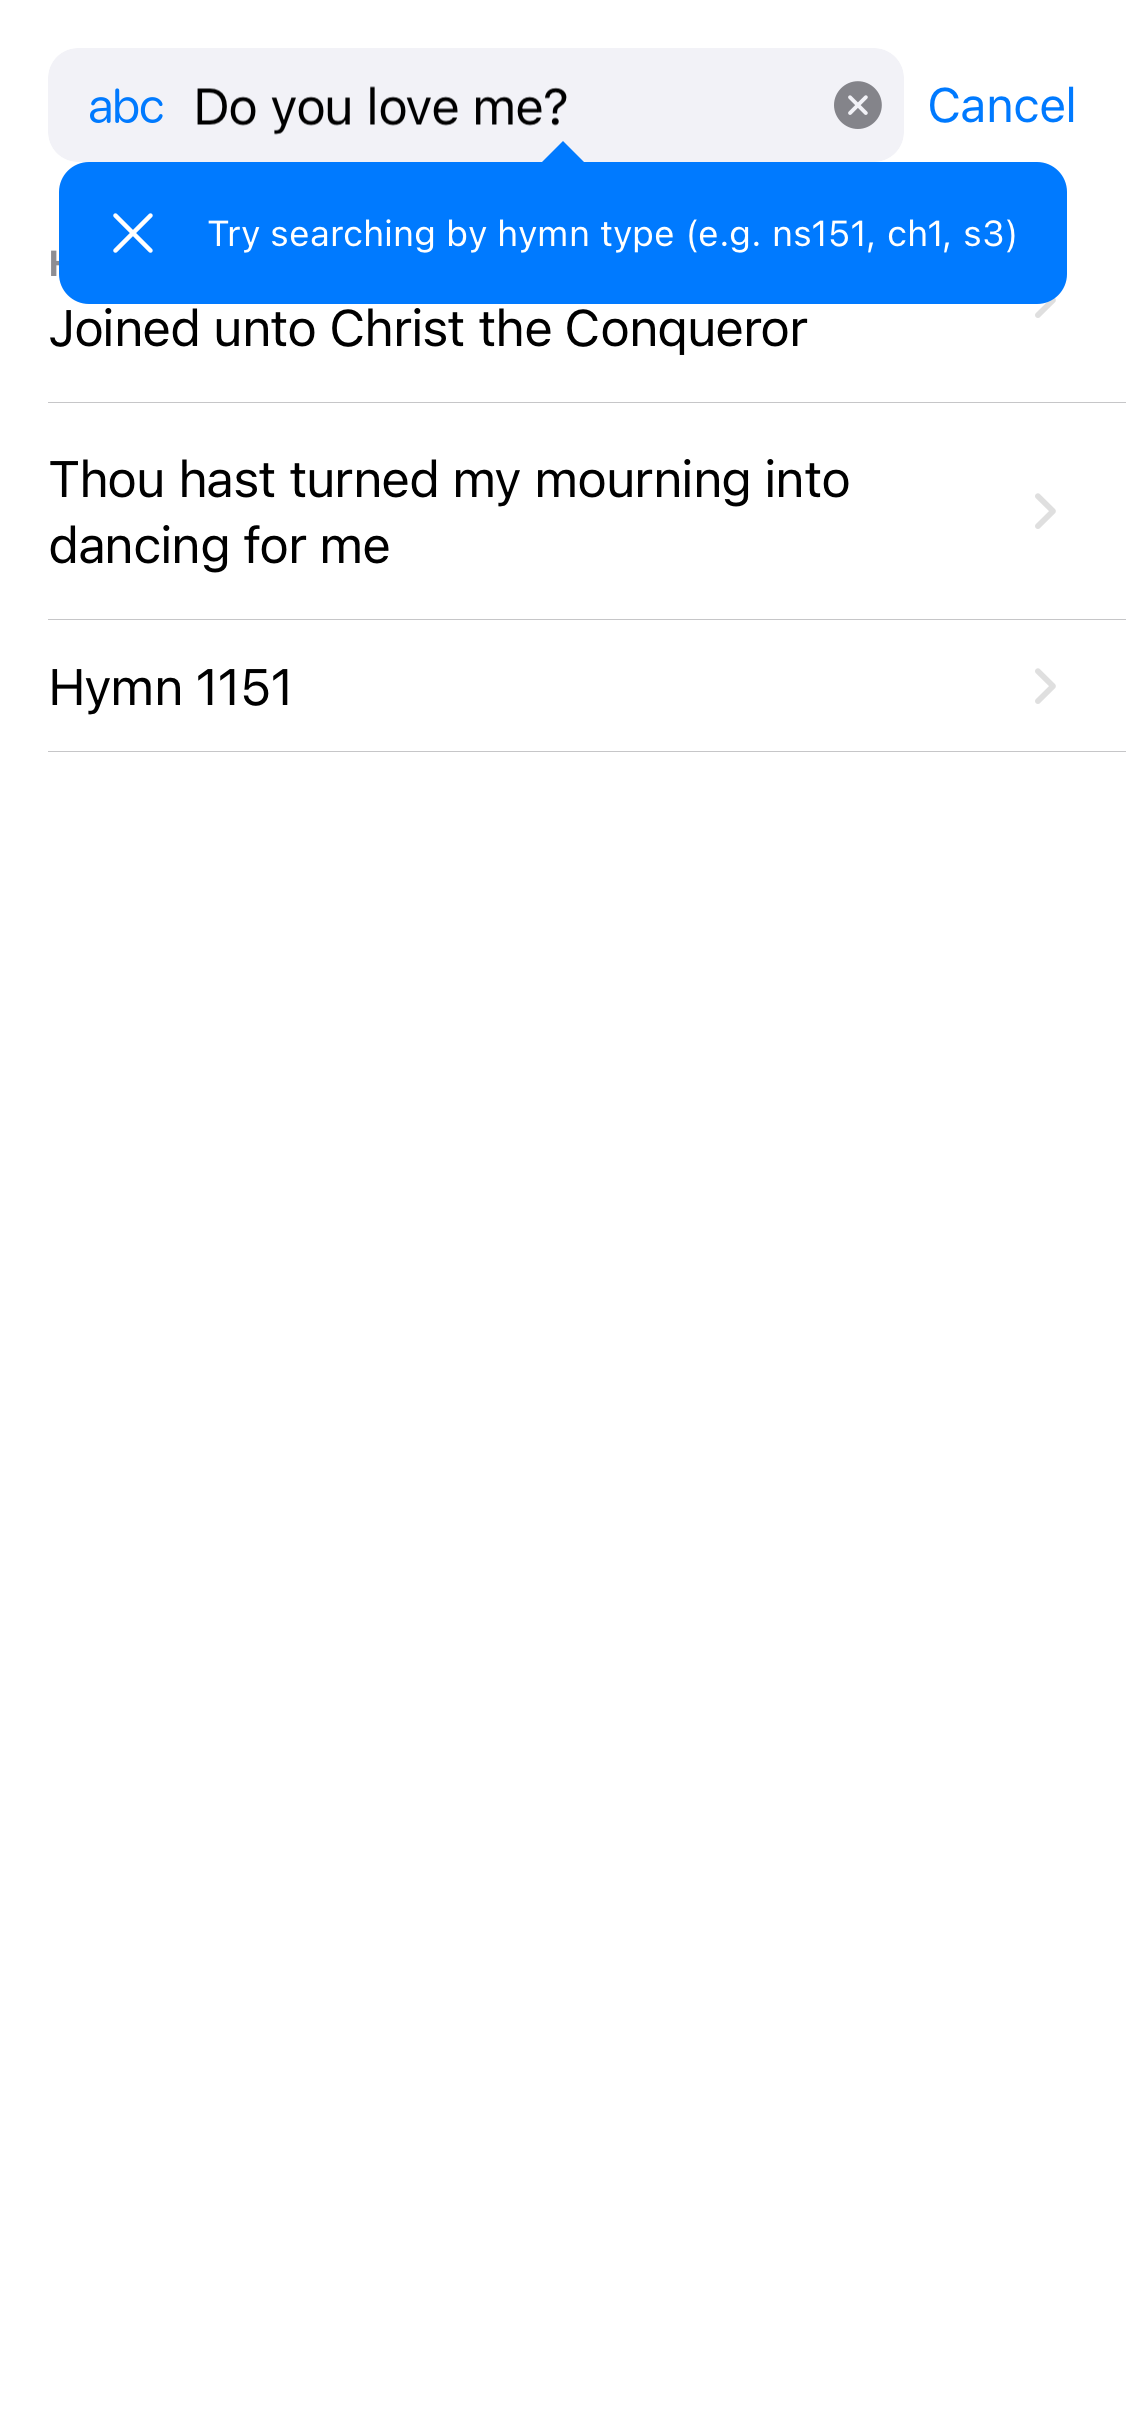 abc Do you love me? Cancel
Try searching by hymn type (e.g. ns151, ch1, s3)
Joined unto Christ the Conqueror
Thou hast turned my mourning into
dancing for me
Hymn 1151